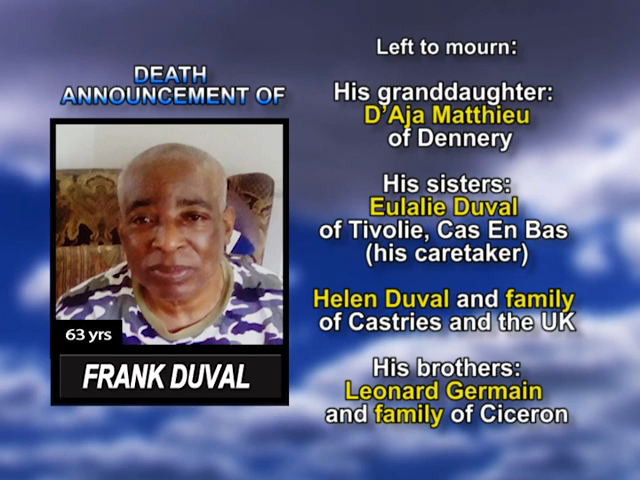 DEATH
ANNOUNCEMENT OF
63 yrs
FRANK DUVAL
Left to mourn:
His granddaughter:
D'Aja Matthieu
of Dennery
His sisters:
Eulalie Duval
of Tivolie, Cas En Bas
(his caretaker)
Helen Duval and family
of Castries and the UK
His brothers:
Leonard Germain
and family of Ciceron